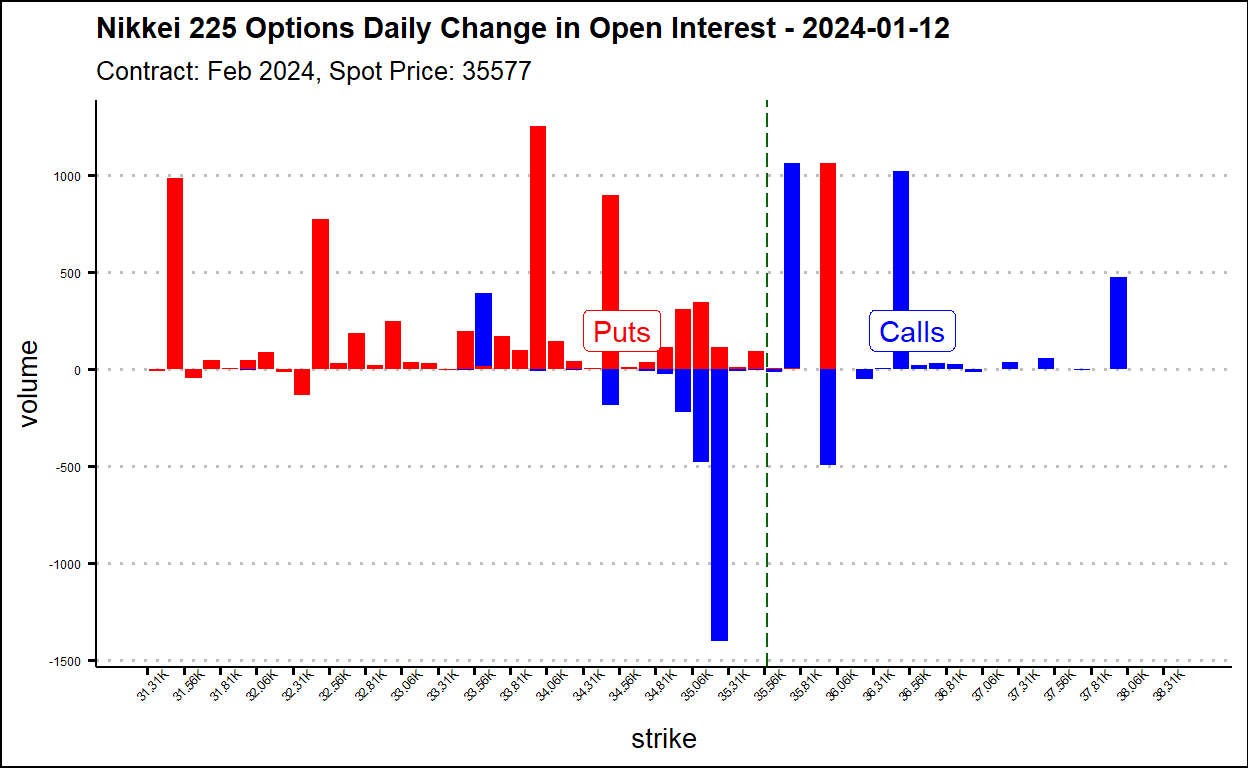 Nikkei 225 Options Daily Change in Open Interest - 2024-01-12
Contract: Feb 2024, Spot Price: 35577
volume
1000
500
0
-500
-1000
-1500
Puts
Calls
31.31K
31.56K
31.81K
32.06K
32.31K
32.56K
32.81K
33.06K
33.31K
33.56K
33.81K
34.06K
34.31K
34.56K
34.81K
35.06K
35.31K
35.56K
35.81K
36.06K
36.31K
36.56K
36.81K
37.06K
37.31K
37.56K
37.81K
38.06K
38.31K
strike